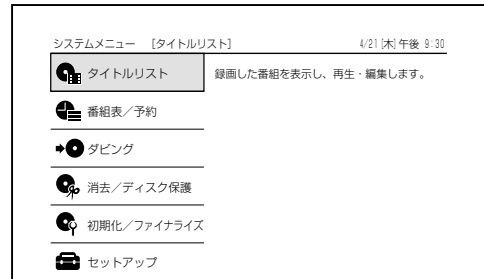 システムメニュー [タイトルリスト] 4/21[木]午後 9:30
タイトルリスト 録画した番組を表示し、再生・編集します。
番組表／予約
ダビング
消去／ディスク保護
初期化／ファイナライズ
セットアップ